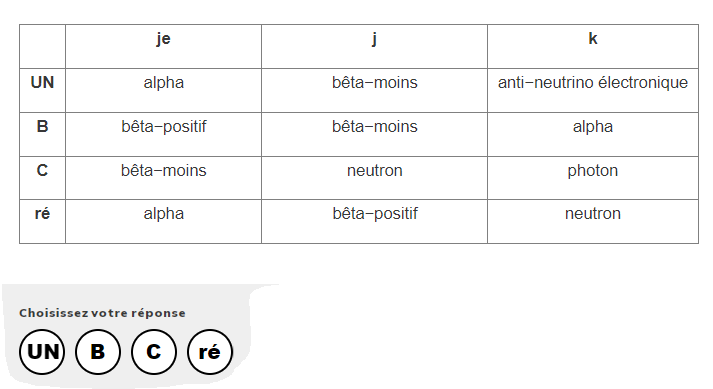 je j k
UN alpha bêta−moins anti−neutrino électronique
B bêta−positif bêta−moins alpha
C bêta−moins neutron photon
ré alpha bêta−positif neutron
Choisissez votre réponse
UN B C ré